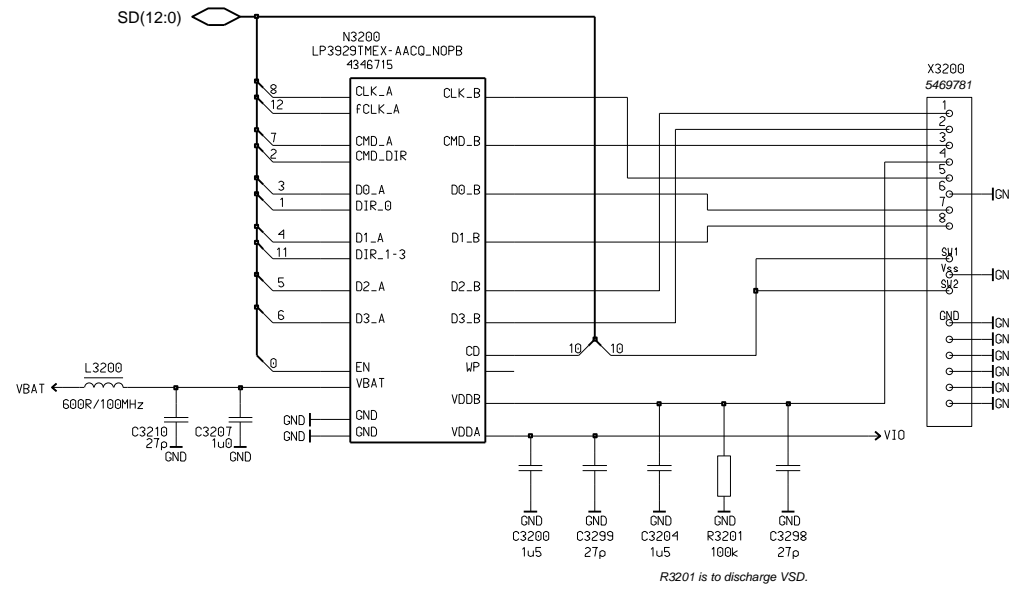 SD(12:0)
N3200
LP3929TMEX-AACQ_NOPB
4346715
X3200
5469781
8 CLK_A CLK_B
12 fCLK_A
7 CMD_A CMD_B
2 CMD_DIR
3 D0_A D0_B
1 DIR_0
4 D1_A D1_B
11 DIR_1-3
5 D2_A D2_B
6 D3_A D3_B
CD 10 10
0 EN WP
VBAT
VDDB
GND GND
GND GND VDDA VIO
1
2
3
4
5
6 GN
7
8
SW1
Vss GN
SW2
GND GN
GN
GN
GN
GN
GN
L3200
VBAT
600R/100MHz
C3210 C3207
27p 1u0
GND GND
GND GND GND GND GND
C3200 C3299 C3204 R3201 C3298
1u5 27p 1u5 100k 27p
R3201 is to discharge VSD.